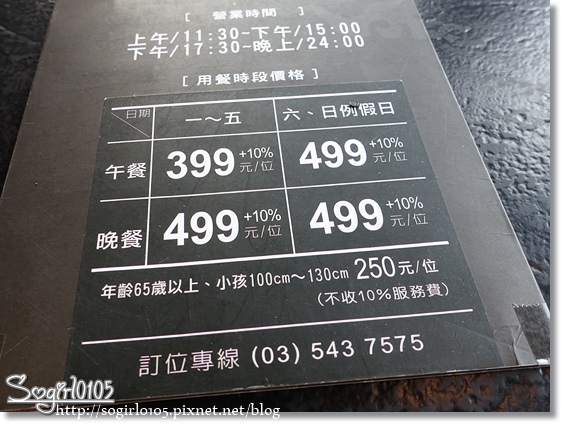 [ 營業時間 ]
上午/11:30~下午/15:00
下午/17:30~晚上/24:00
[ 用餐時段價格 ]
日期 一～五 六、日例假日
午餐 399 +10% 元/位 499 +10% 元/位
晚餐 499 +10% 元/位 499 +10% 元/位
年齡65歲以上、小孩100cm～130cm 250元/位
(不收10%服務費)
訂位專線 (03) 543 7575
Sogirl0105
http://sogirl0105.pixnet.net/blog